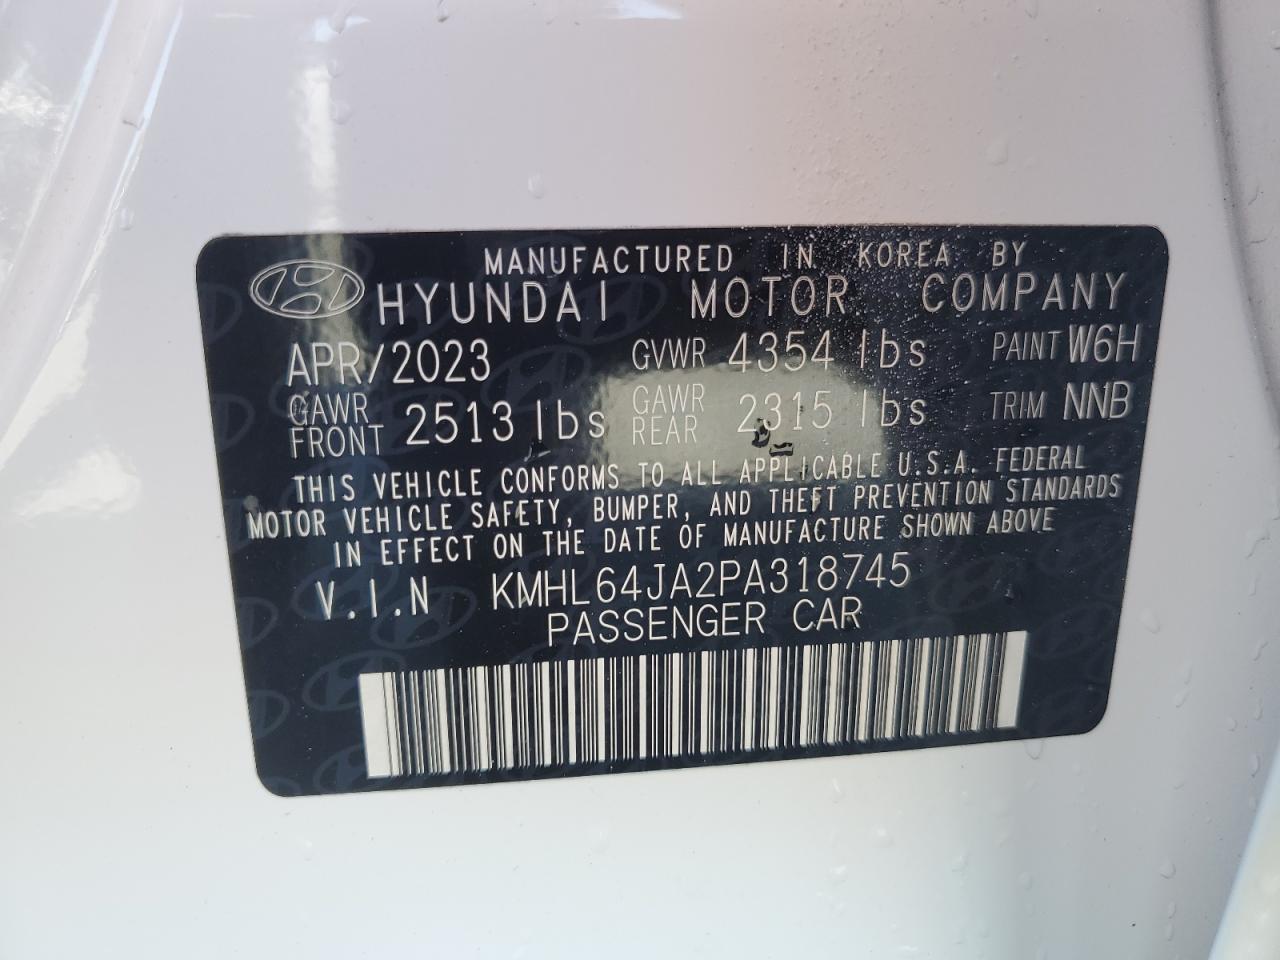 MANUFACTURED IN KOREA BY
HYUNDAI MOTOR COMPANY
APR/2023 GVWR 4354 lbs PAINT W6H
GAWR FRONT 2513 lbs GAWR REAR 2315 lbs TRIM NNB
THIS VEHICLE CONFORMS TO ALL APPLICABLE U.S.A. FEDERAL
MOTOR VEHICLE SAFETY, BUMPER, AND THEFT PREVENTION STANDARDS
IN EFFECT ON THE DATE OF MANUFACTURE SHOWN ABOVE
V.I.N KMHL64JA2PA318745
PASSENGER CAR